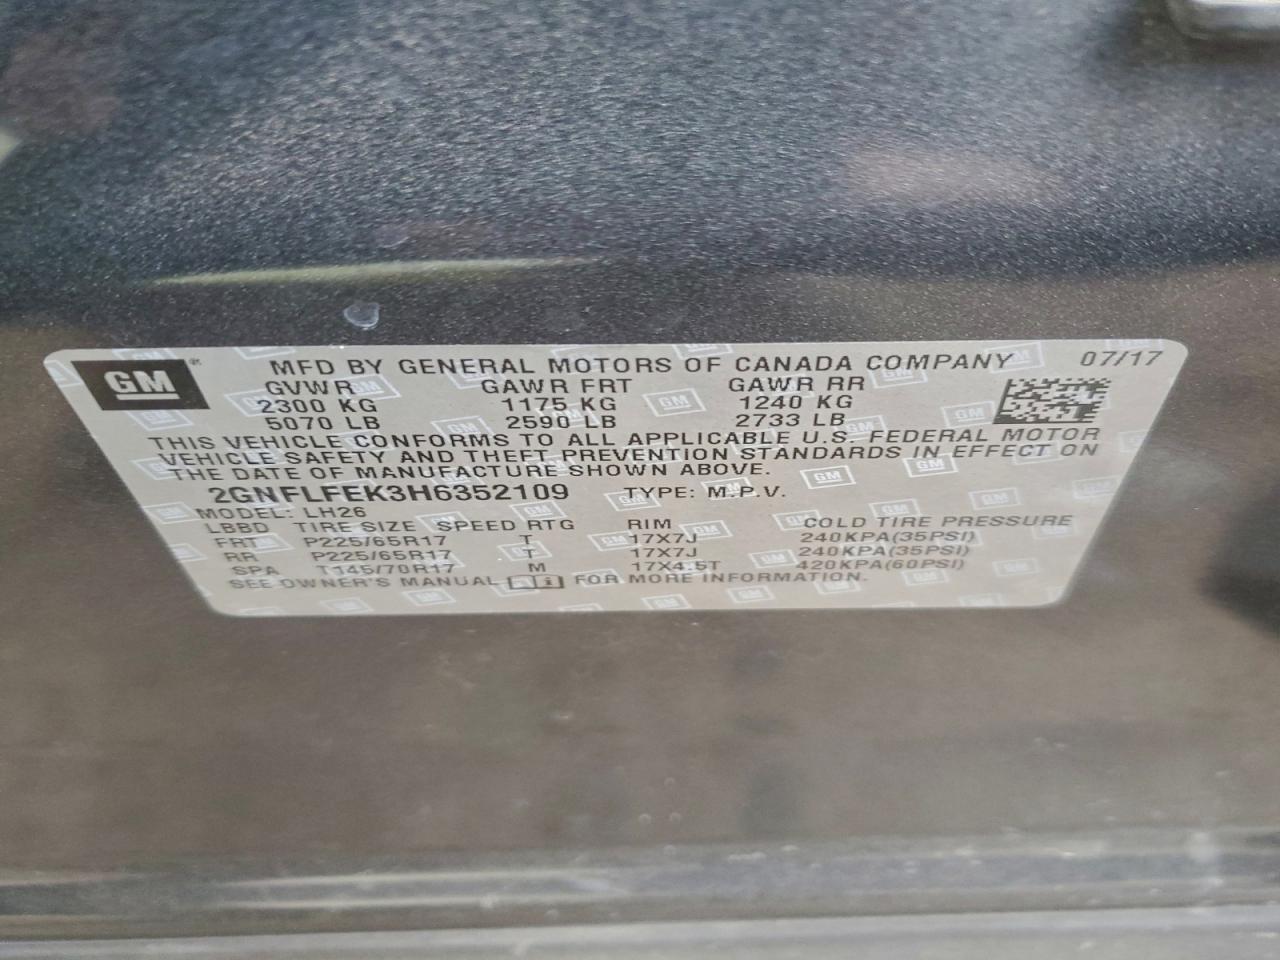 GM
MFD BY GENERAL MOTORS OF CANADA COMPANY 07/17
GVWR GAWR FRT GAWR RR
2300 KG 1175 KG 1240 KG
5070 LB 2590 LB 2733 LB
THIS VEHICLE CONFORMS TO ALL APPLICABLE U.S. FEDERAL MOTOR
VEHICLE SAFETY AND THEFT PREVENTION STANDARDS IN EFFECT ON
THE DATE OF MANUFACTURE SHOWN ABOVE.
2GNFLFEK3H6352109 TYPE: M.P.V.
MODEL: LH26
LBBD TIRE SIZE SPEED RTG RIM COLD TIRE PRESSURE
FRT P225/65R17 T 17X7J 240KPA(35PSI)
RR P225/65R17 T 17X7J 240KPA(35PSI)
SPA T145/70R17 M 17X4.5T 420KPA(60PSI)
SEE OWNER'S MANUAL FOR MORE INFORMATION.